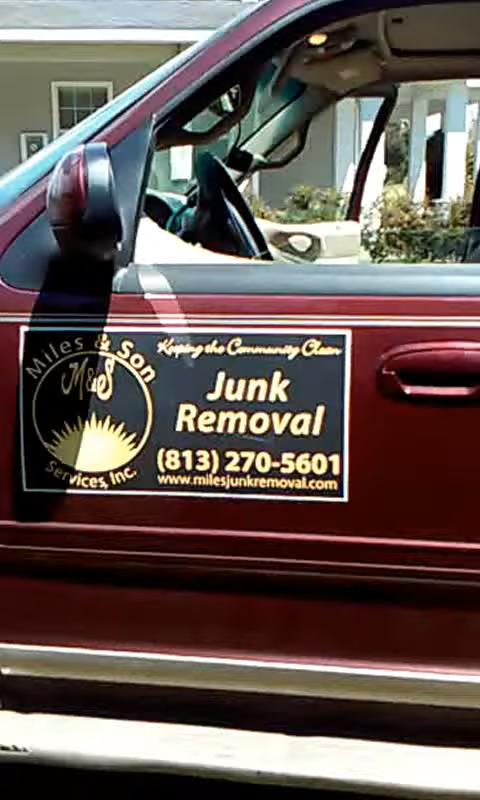 Miles & Son
M&S
Services, Inc.
Keeping the Community Clean
Junk
Removal
(813) 270-5601
www.milesjunkremoval.com